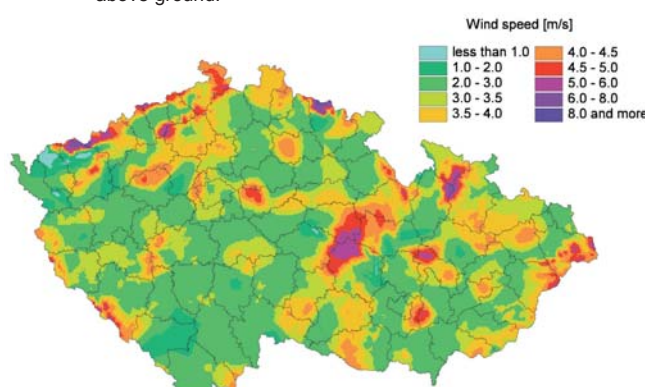 above ground.
Wind speed [m/s]
less than 1.0
1.0 - 2.0
2.0 - 3.0
3.0 - 3.5
3.5 - 4.0
4.0 - 4.5
4.5 - 5.0
5.0 - 6.0
6.0 - 8.0
8.0 and more